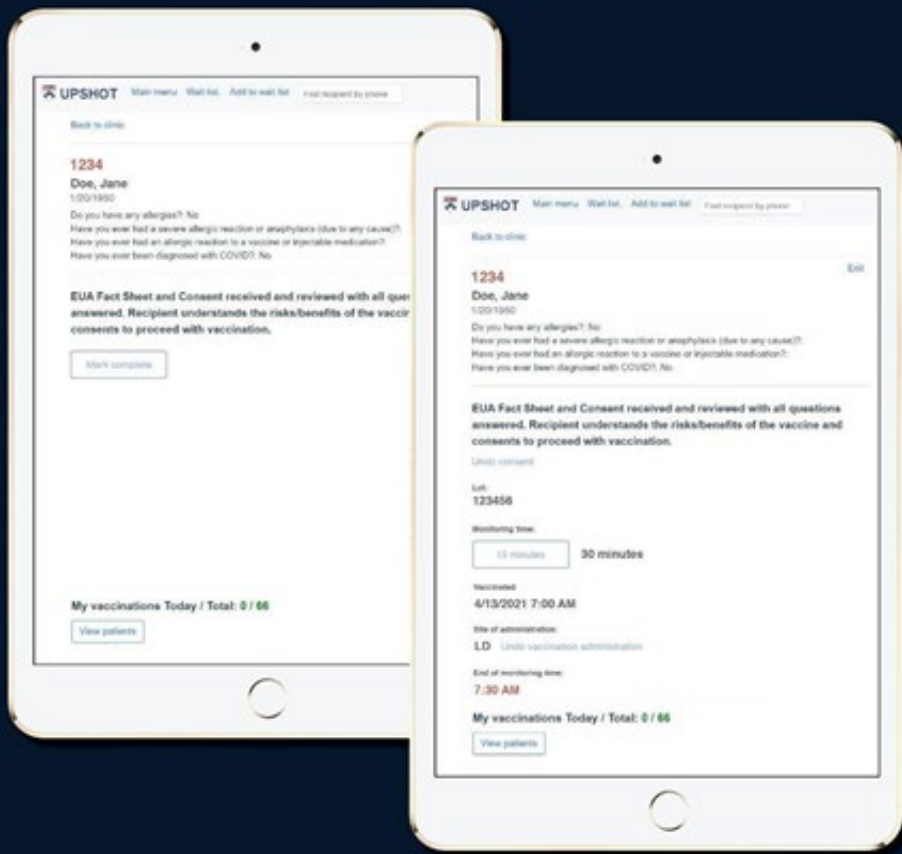 UPSHOT Main menu Wait list. Add to wait list Find recipient by phone
Back to clinic
1234
Doe, Jane
1/20/1950
Do you have any allergies?: No
Have you ever had a severe allergic reaction or anaphylaxis (due to any cause)?:
Have you ever had an allergic reaction to a vaccine or injectable medication?:
Have you ever been diagnosed with COVID?: No
EUA Fact Sheet and Consent received and reviewed with all
answered. Recipient understands the risks/benefits of the
consents to proceed with vaccination.
Mark complete
My vaccinations Today / Total: 0 / 66
View patients
UPSHOT Main menu Wait list. Add to wait list Find recipient by phone
Back to clinic
Edit
1234
Doe, Jane
1/20/1950
Do you have any allergies?: No
Have you ever had a severe allergic reaction or anaphylaxis (due to any cause)?:
Have you ever had an allergic reaction to a vaccine or injectable medication?:
Have you ever been diagnosed with COVID?: No
EUA Fact Sheet and Consent received and reviewed with all questions
answered. Recipient understands the risks/benefits of the vaccine and
consents to proceed with vaccination.
Undo consent
Lot:
123456
Monitoring time:
15 minutes 30 minutes
Vaccinated
4/13/2021 7:00 AM
Site of administration:
LD Undo vaccination administration
End of monitoring time:
7:30 AM
My vaccinations Today / Total: 0 / 66
View patients